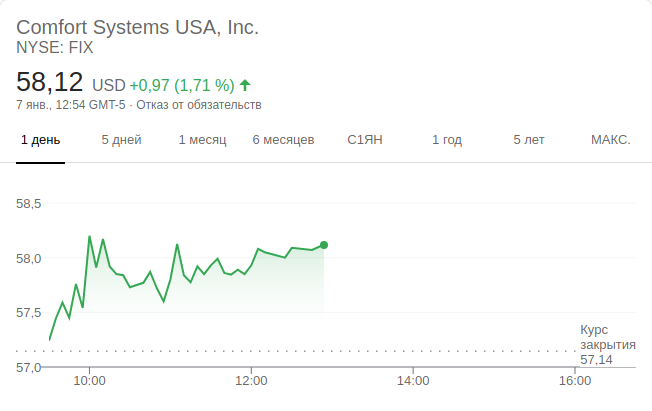 Comfort Systems USA, Inc.
NYSE: FIX
58,12 USD +0,97 (1,71 %)
7 янв., 12:54 GMT-5 · Отказ от обязательств
1 день 5 дней 1 месяц 6 месяцев С1ЯН 1 год 5 лет МАКС.
58,5
58,0
57,5
Курс
закрытия
57,14
57,0
10:00 12:00 14:00 16:00